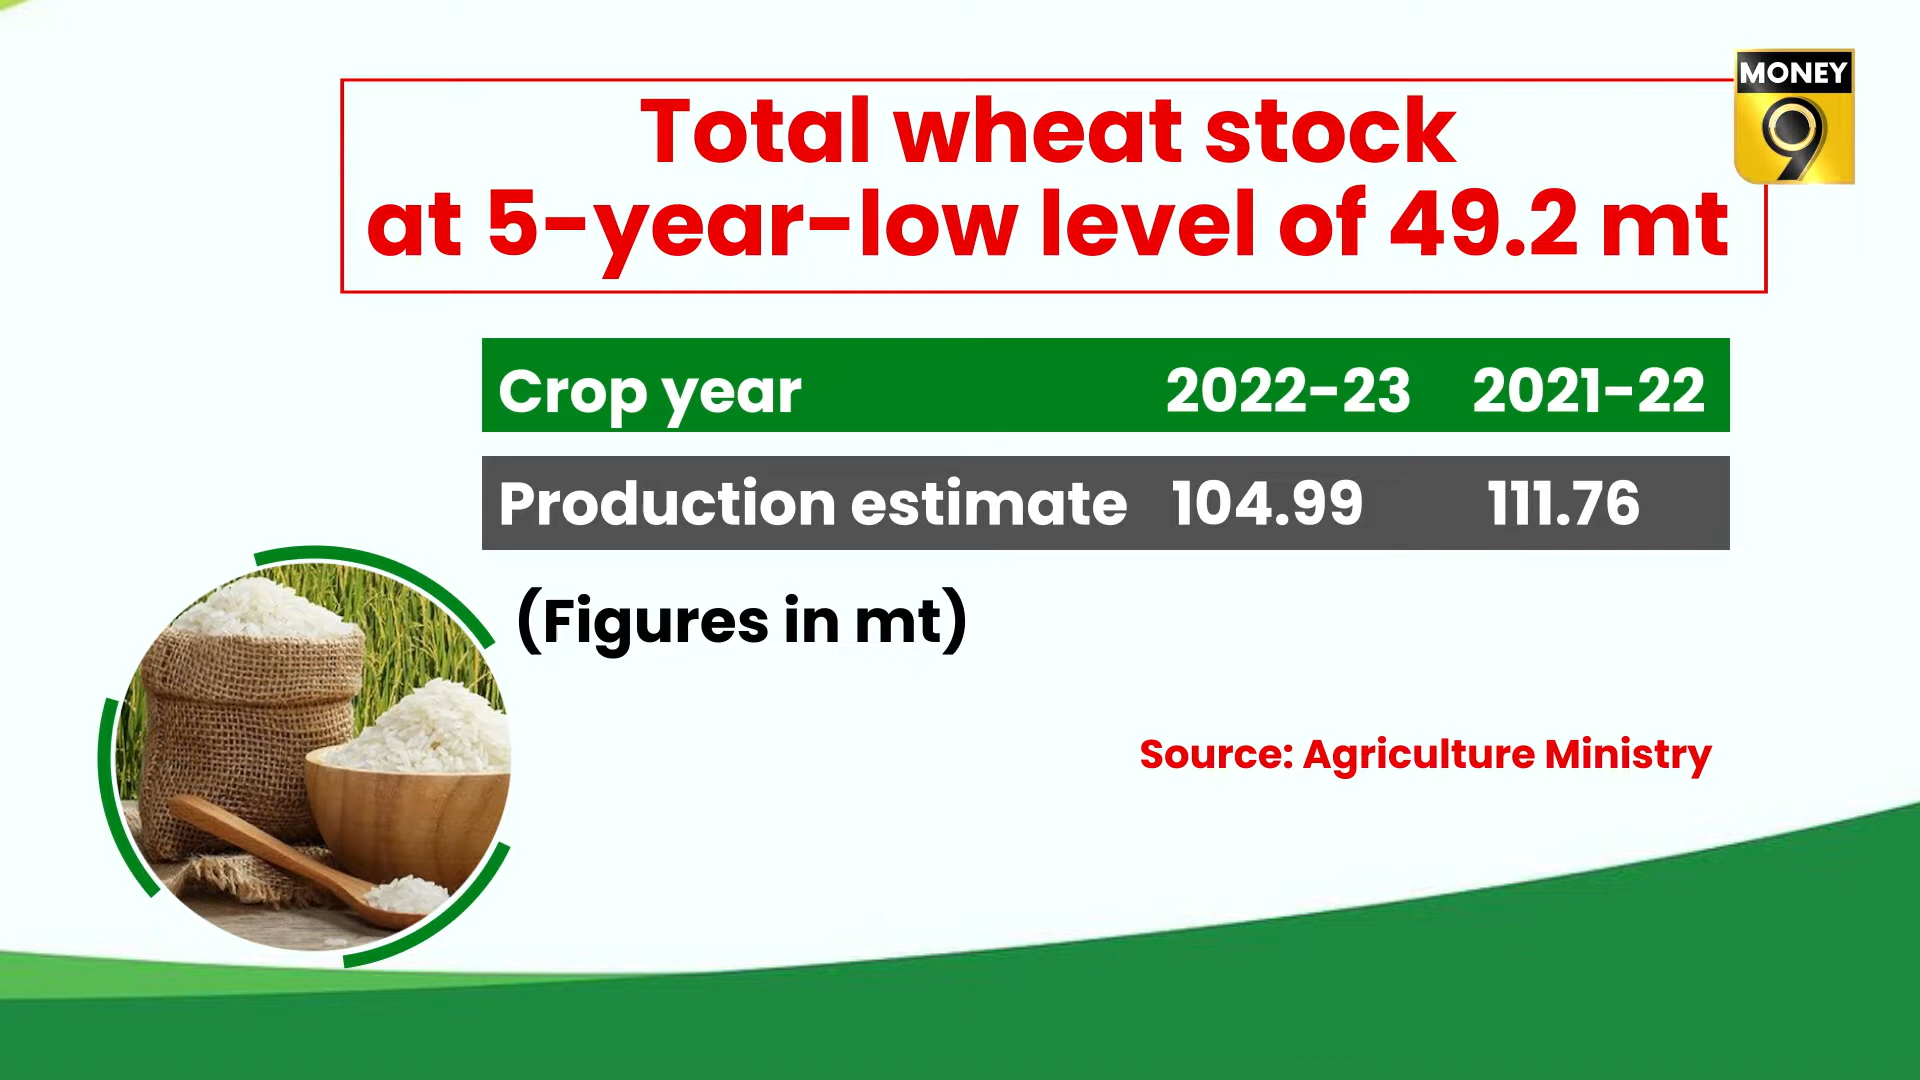 MONEY
9
Total wheat stock
at 5-year-low level of 49.2 mt
Crop year 2022-23 2021-22
Production estimate 104.99 111.76
(Figures in mt)
Source: Agriculture Ministry